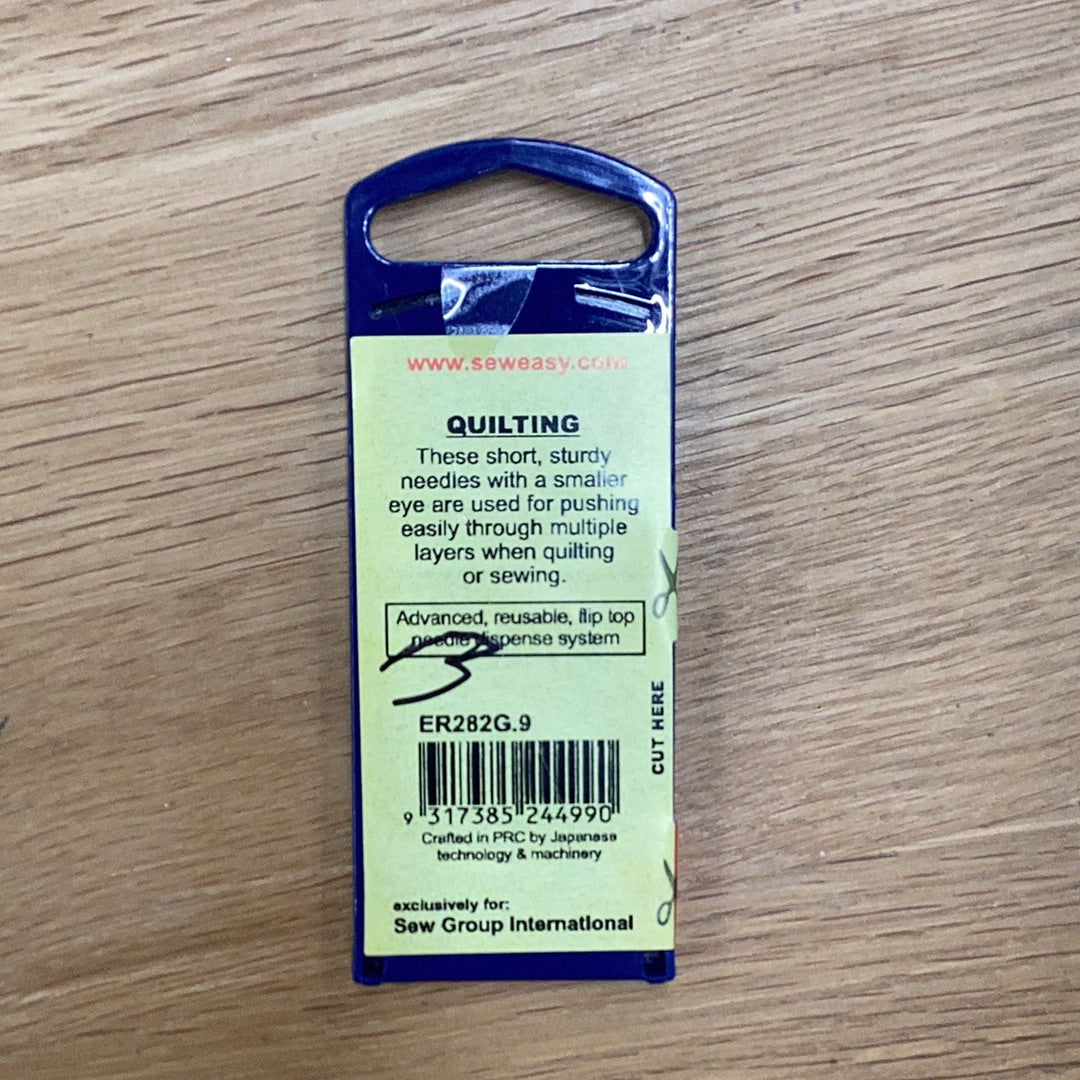 www.seweasy.com
QUILTING
These short, sturdy
needles with a smaller
eye are used for pushing
easily through multiple
layers when quilting
or sewing.
Advanced, reusable, flip top
needle dispense system
3
ER282G.9
CUT HERE
9 317385 244990
Crafted in PRC by Japanese
technology & machinery
exclusively for:
Sew Group International